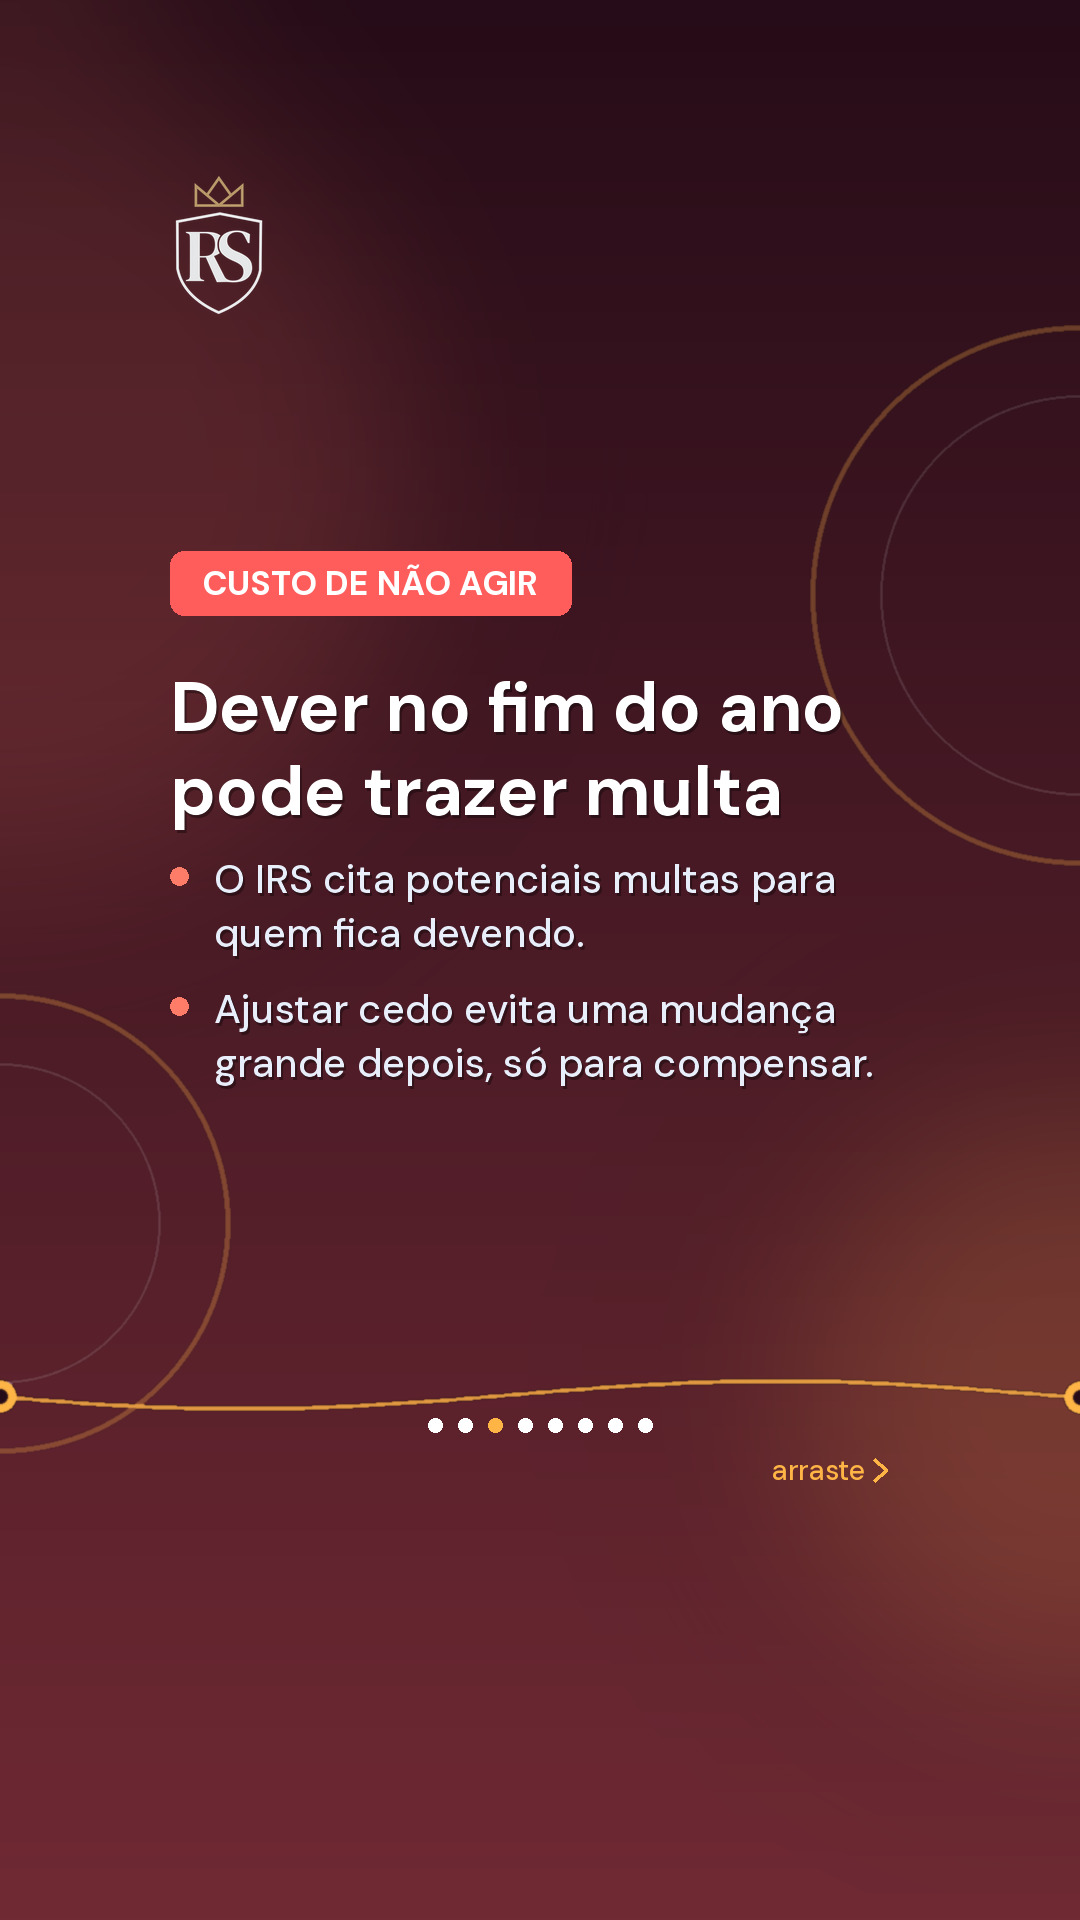 RS
CUSTO DE NÃO AGIR
Dever no fim do ano
pode trazer multa
O IRS cita potenciais multas para
quem fica devendo.
Ajustar cedo evita uma mudança
grande depois, só para compensar.
arraste